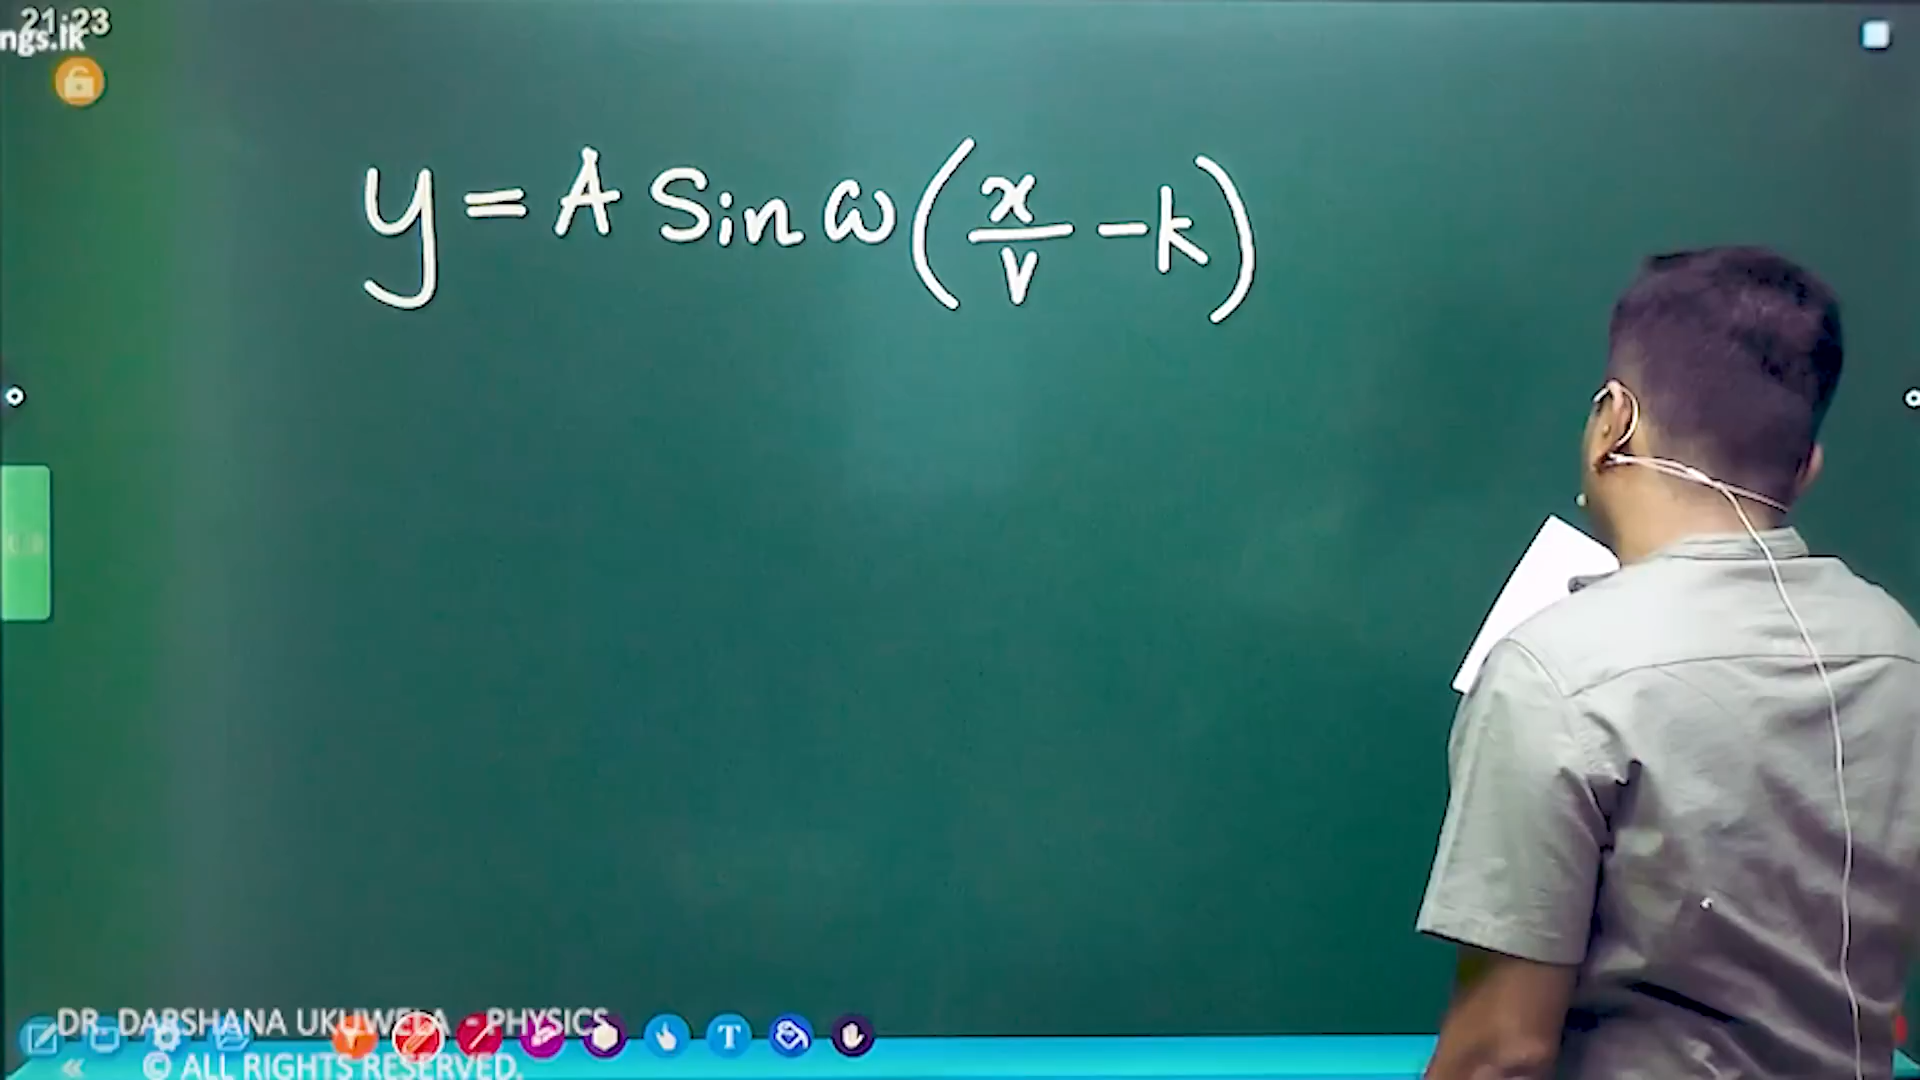 21:23
ngs.lk
y = A Sin ω ( x/v - k )
DR. DARSHANA UKUWELA - PHYSICS
T
© ALL RIGHTS RESERVED.